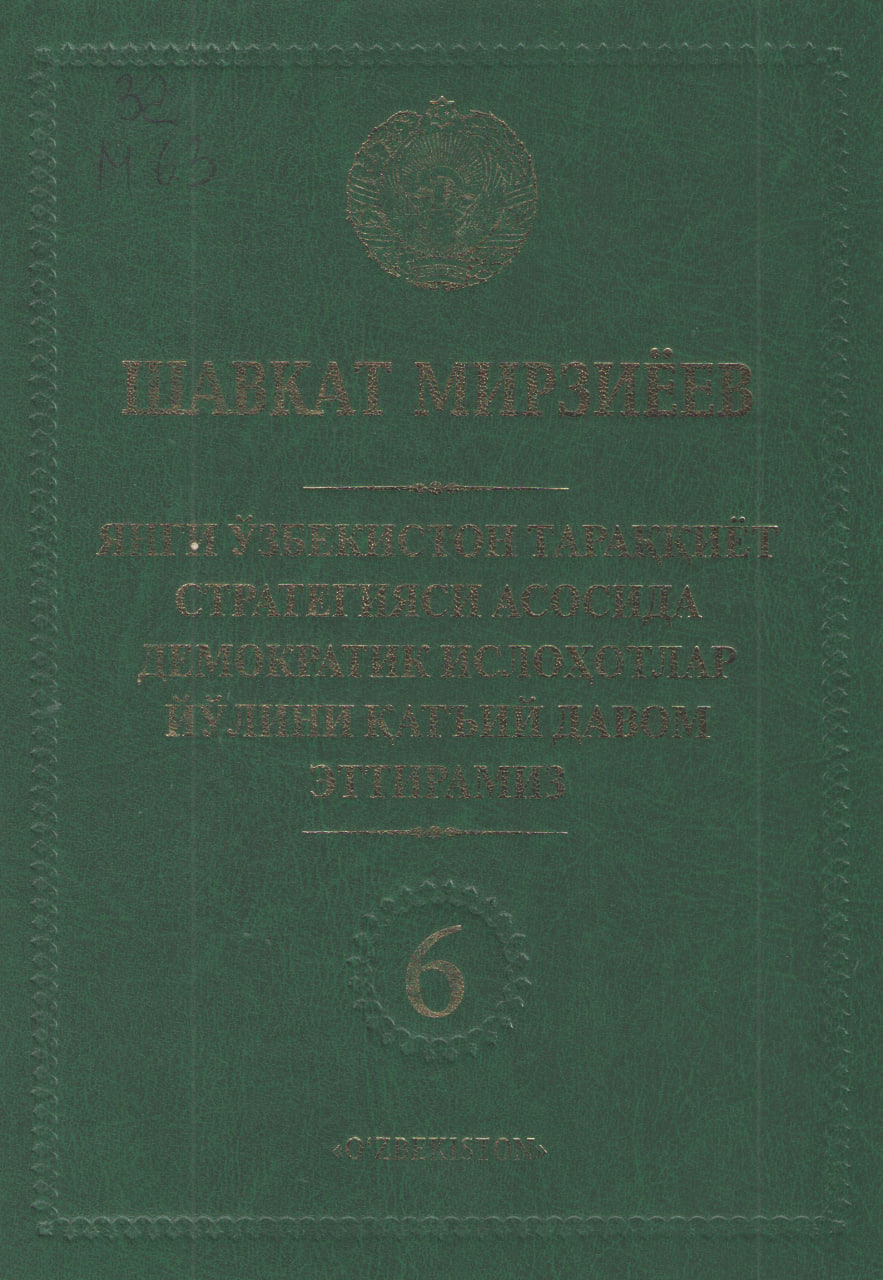 32
М 63
ШАВКАТ МИРЗИЁЕВ
ЯНГИ ЎЗБЕКИСТОН ТАРАҚҚИЁТ
СТРАТЕГИЯСИ АСОСИДА
ДЕМОКРАТИК ИСЛОҲОТЛАР
ЙЎЛИНИ ҚАТЪИЙ ДАВОМ
ЭТТИРАМИЗ
6
«O‘ZBEKISTON»